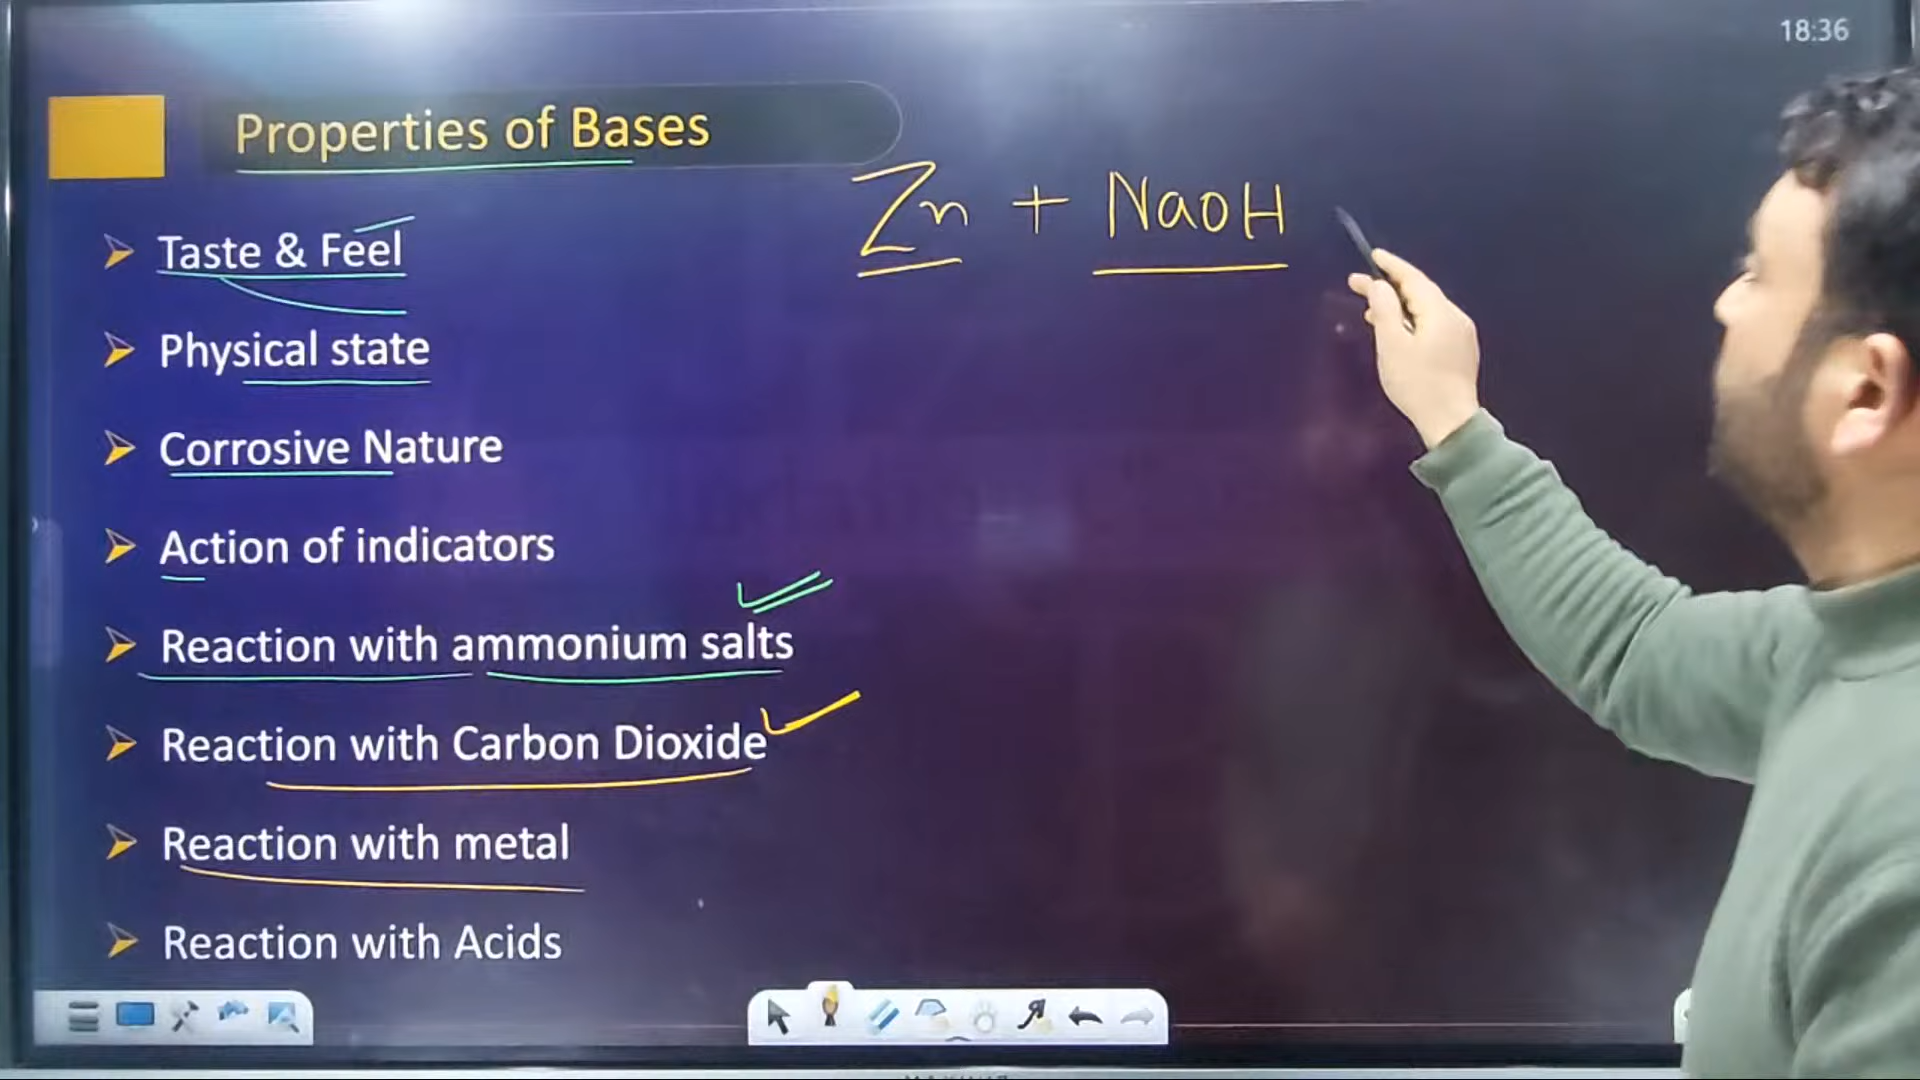 18:36
Properties of Bases
Zn + NaOH
Taste & Feel
Physical state
Corrosive Nature
Action of indicators
Reaction with ammonium salts
Reaction with Carbon Dioxide
Reaction with metal
Reaction with Acids